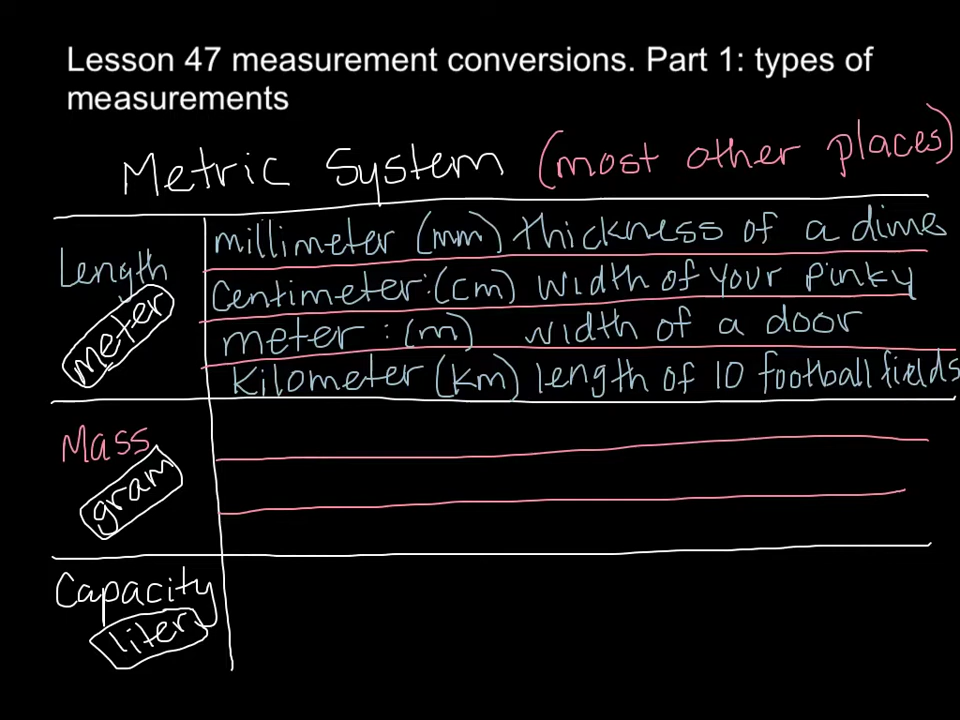 Lesson 47 measurement conversions. Part 1: types of
measurements
Metric System (most other places)
Length
meter
millimeter (mm) thickness of a dime
Centimeter: (cm) width of your pinky
meter: (m) width of a door
Kilometer (km) length of 10 football fields
Mass
gram
Capacity
liter